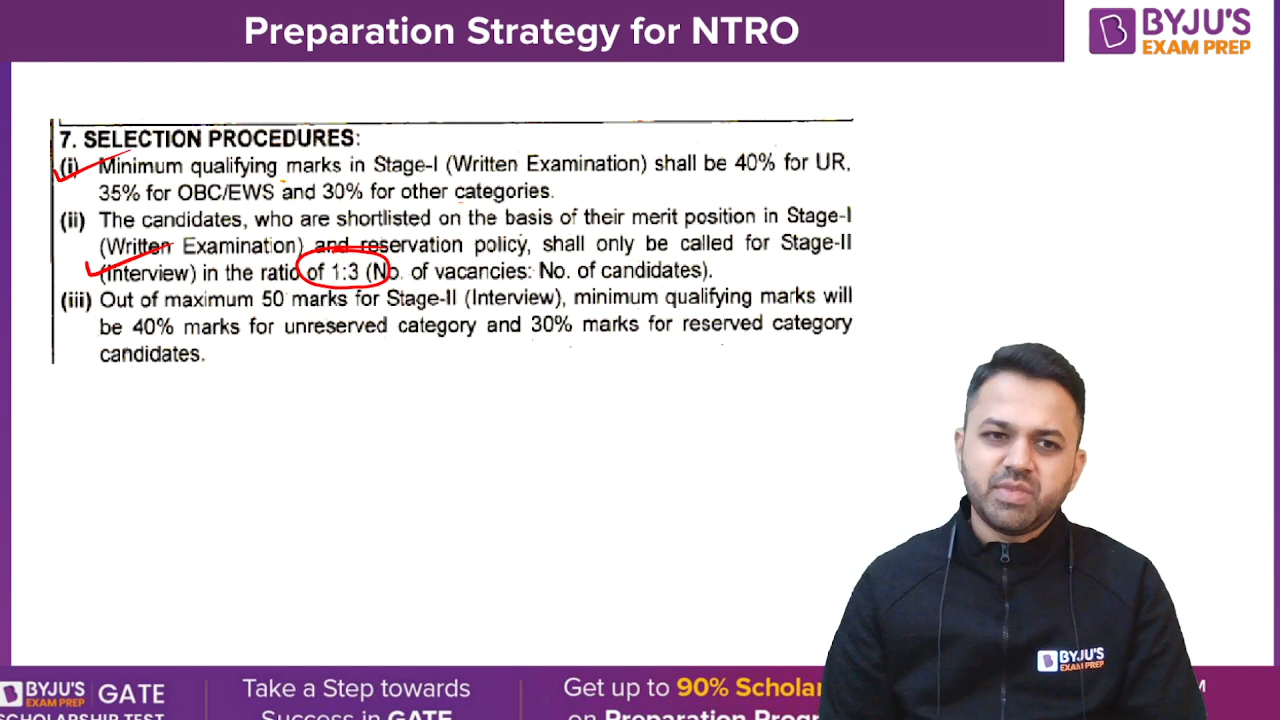 Preparation Strategy for NTRO
BYJU'S
EXAM PREP
7. SELECTION PROCEDURES:
(i) Minimum qualifying marks in Stage-I (Written Examination) shall be 40% for UR,
35% for OBC/EWS and 30% for other categories.
(ii) The candidates, who are shortlisted on the basis of their merit position in Stage-I
(Written Examination) and reservation policy, shall only be called for Stage-II
(Interview) in the ratio of 1:3 (No. of vacancies: No. of candidates).
(iii) Out of maximum 50 marks for Stage-II (Interview), minimum qualifying marks will
be 40% marks for unreserved category and 30% marks for reserved category
candidates.
BYJU'S
EXAM PREP
BYJU'S
EXAM PREP
GATE
SCHOLARSHIP TEST
Take a Step towards
Success in GATE
Get up to 90% Scholar
on Preparation Progr
M